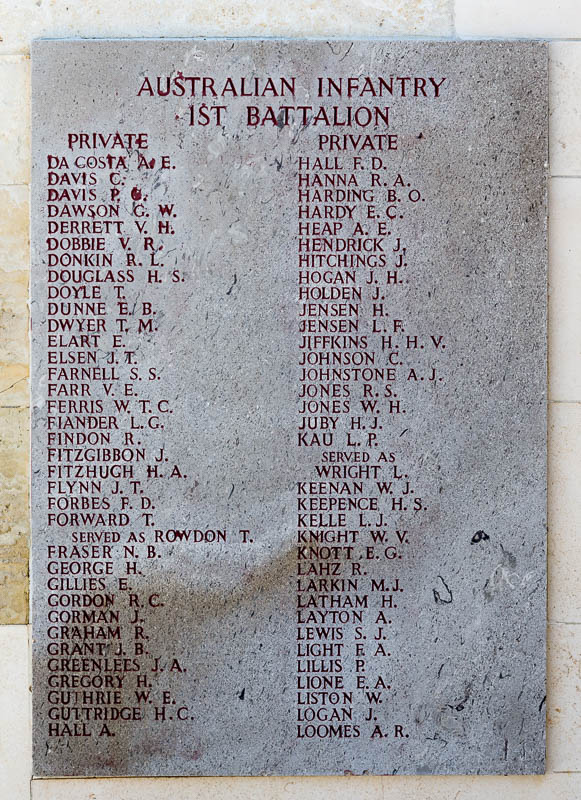 AUSTRALIAN INFANTRY
1ST BATTALION
PRIVATE
DA COSTA A. E.
DAVIS C.
DAVIS P. G.
DAWSON G. W.
DERRETT V. H.
DOBBIE V. R.
DONKIN R. L.
DOUGLASS H. S.
DOYLE T.
DUNNE E. B.
DWYER T. M.
ELART E.
ELSEN J. T.
FARNELL S. S.
FARR V. E.
FERRIS W. T. C.
FIANDER L. G.
FINDON R.
FITZGIBBON J.
FITZHUGH H. A.
FLYNN J. T.
FORBES F. D.
FORWARD T.
SERVED AS ROWDON T.
FRASER N. B.
GEORGE H.
GILLIES E.
GORDON R. C.
GORMAN J.
GRAHAM R.
GRANT J. B.
GREENLEES J. A.
GREGORY H.
GUTHRIE W. E.
GUTTRIDGE H. C.
HALL A.
PRIVATE
HALL F. D.
HANNA R. A.
HARDING B. O.
HARDY E. C.
HEAP A. E.
HENDRICK J.
HITCHINGS J.
HOGAN J. H.
HOLDEN J.
JENSEN H.
JENSEN L. F.
JIFFKINS H. H. V.
JOHNSON C.
JOHNSTONE A. J.
JONES R. S.
JONES W. H.
JUBY H. J.
KAU L. P.
SERVED AS
WRIGHT L.
KEENAN W. J.
KEEPENCE H. S.
KELLE L. J.
KNIGHT W. V.
KNOTT E. G.
LAHZ R.
LARKIN M. J.
LATHAM H.
LAYTON A.
LEWIS S. J.
LIGHT F. A.
LILLIS P.
LIONE E. A.
LISTON W.
LOGAN J.
LOOMES A. R.